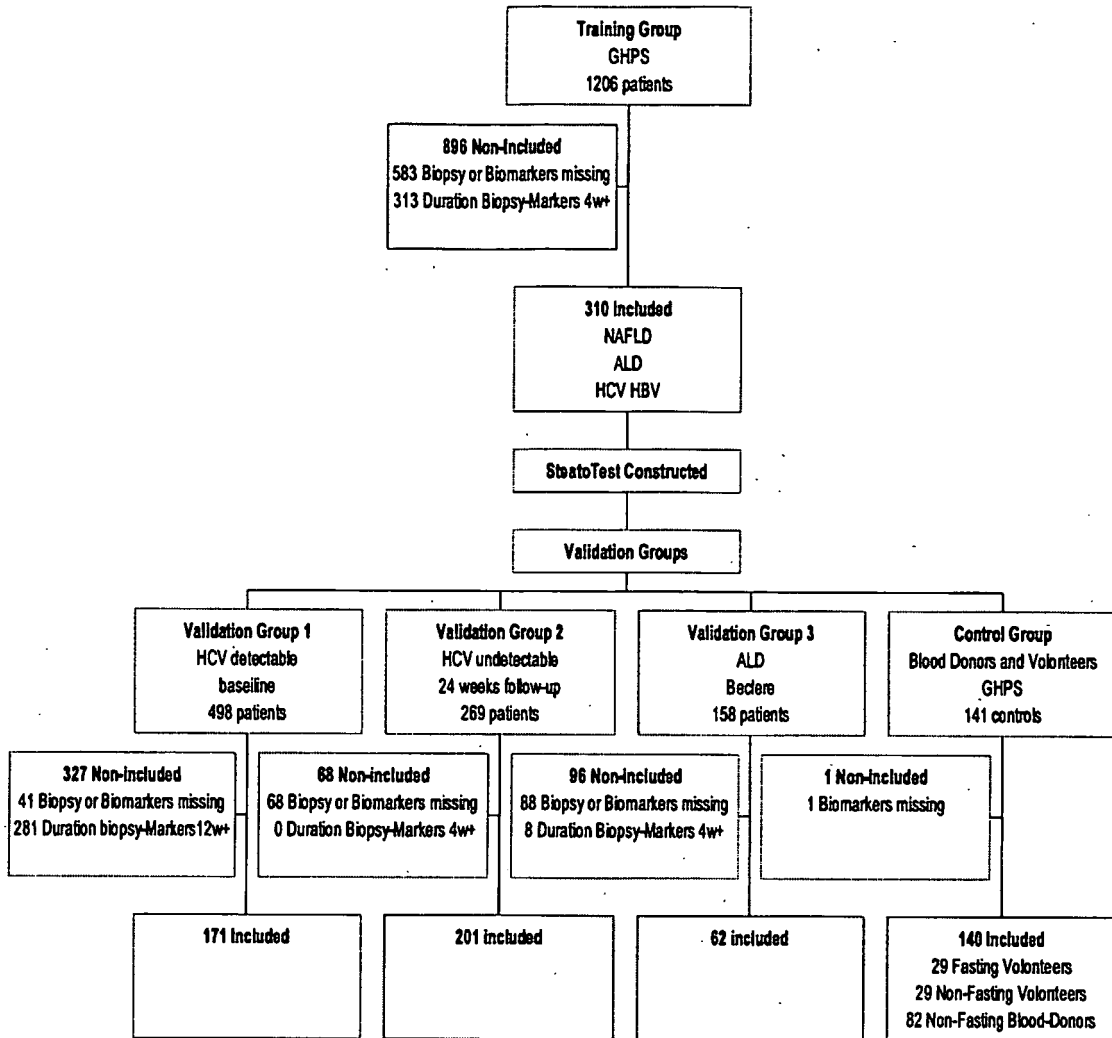 Training Group
GHPS
1206 patients
896 Non-Included
583 Biopsy or Biomarkers missing
313 Duration Biopsy-Markers 4w+
310 Included
NAFLD
ALD
HCV HBV
SteatoTest Constructed
Validation Groups
Validation Group 1
HCV detectable
baseline
498 patients
Validation Group 2
HCV undetectable
24 weeks follow-up
269 patients
Validation Group 3
ALD
Beclere
158 patients
Control Group
Blood Donors and Volunteers
GHPS
141 controls
327 Non-included
41 Biopsy or Biomarkers missing
281 Duration biopsy-Markers12w+
68 Non-included
68 Biopsy or Biomarkers missing
0 Duration Biopsy-Markers 4w+
96 Non-included
88 Biopsy or Biomarkers missing
8 Duration Biopsy-Markers 4w+
1 Non-included
1 Biomarkers missing
171 Included
201 included
62 included
140 Included
29 Fasting Volunteers
29 Non-Fasting Volunteers
82 Non-Fasting Blood-Donors